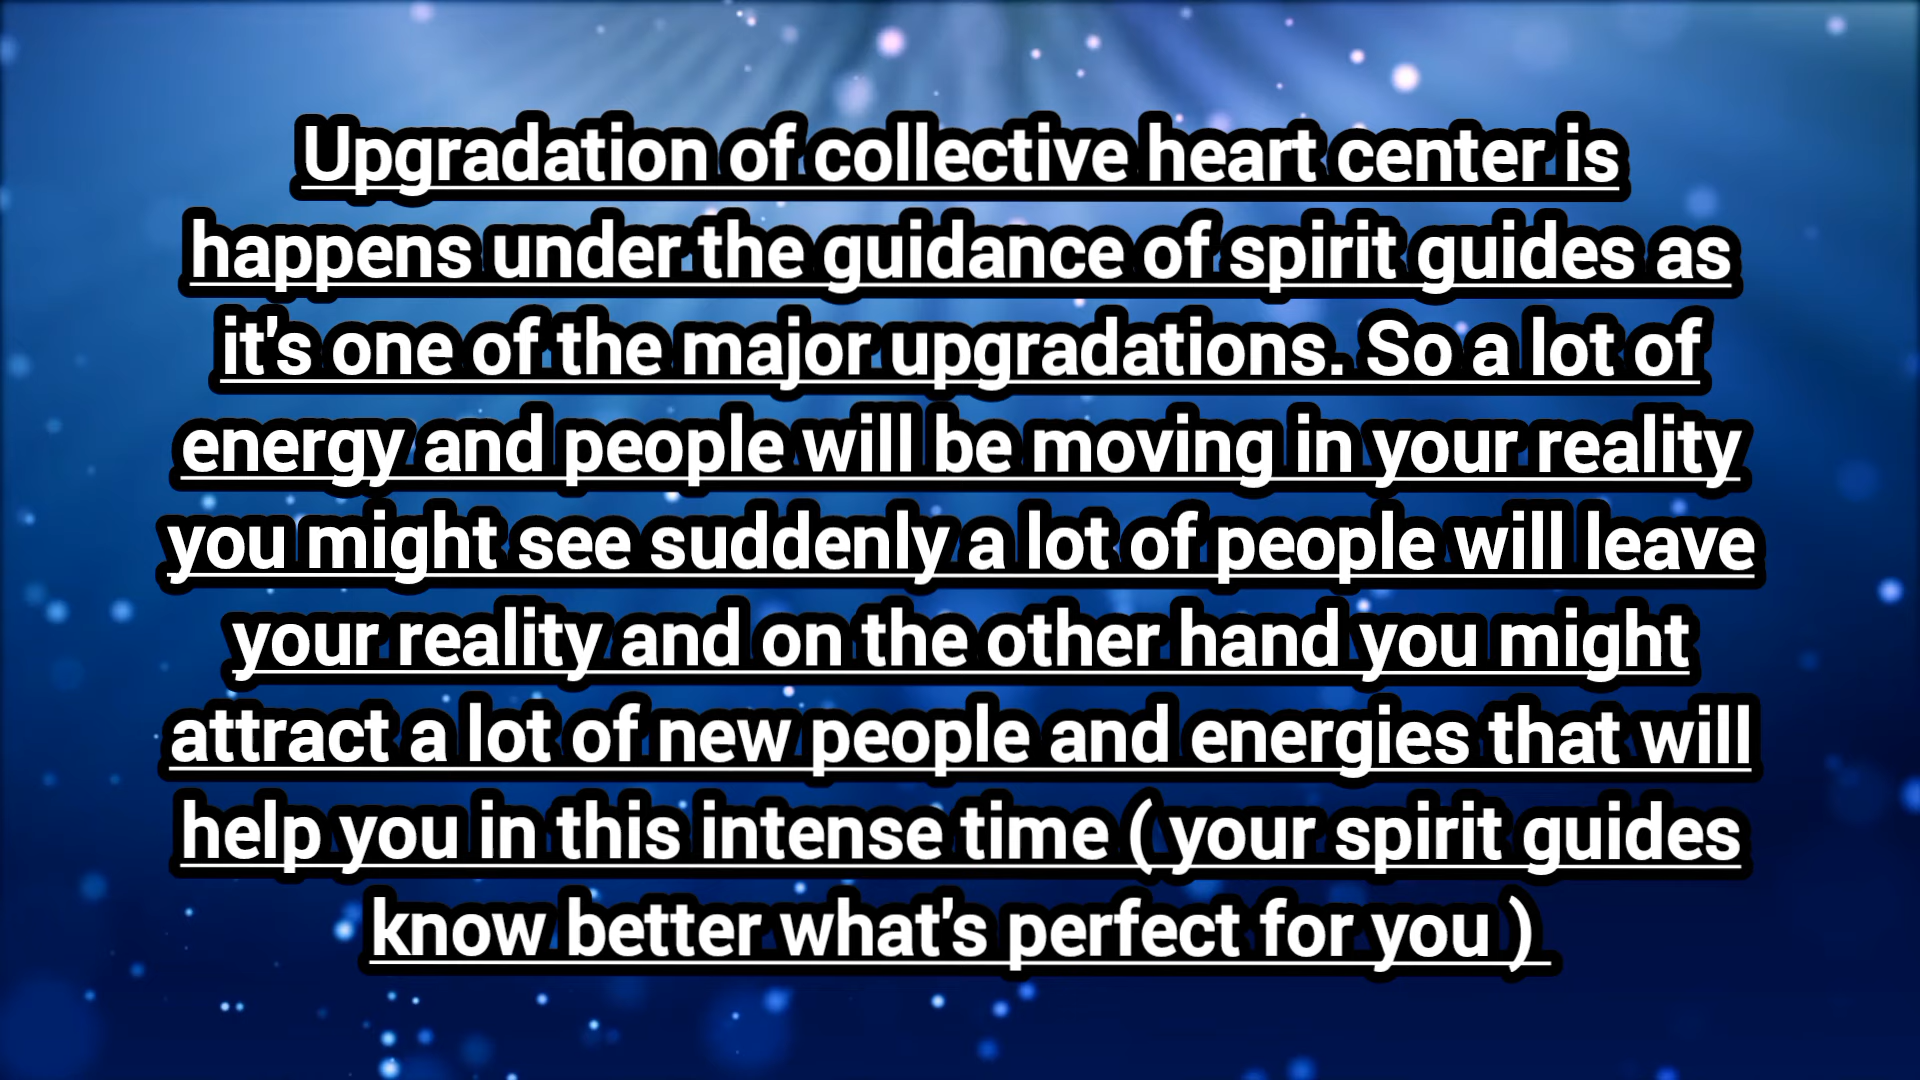 Upgradation of collective heart center is
happens under the guidance of spirit guides as
it's one of the major upgradations. So a lot of
energy and people will be moving in your reality
you might see suddenly a lot of people will leave
your reality and on the other hand you might
attract a lot of new people and energies that will
help you in this intense time ( your spirit guides
know better what's perfect for you )